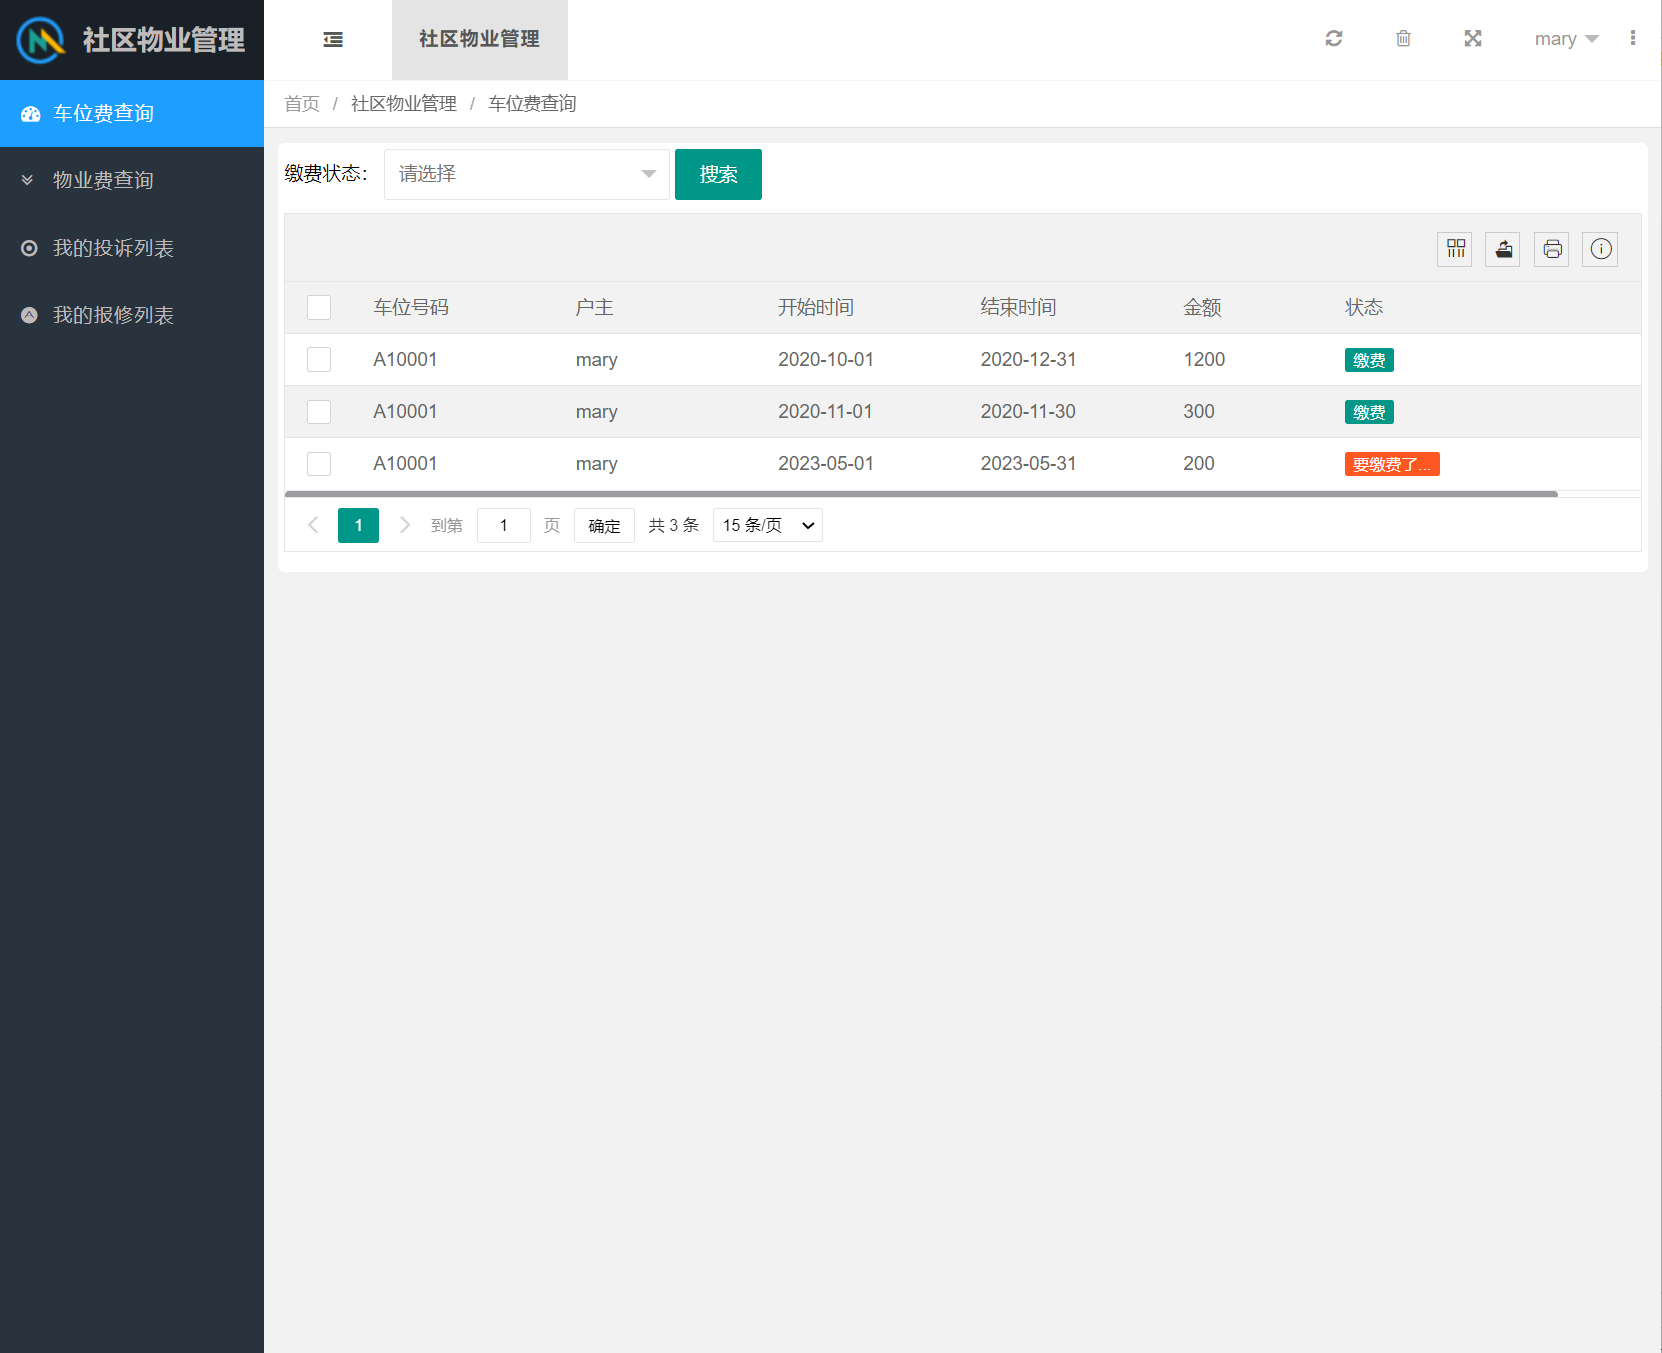 社区物业管理
社区物业管理
mary
车位费查询
物业费查询
我的投诉列表
我的报修列表
首页 / 社区物业管理 / 车位费查询
缴费状态： 请选择 搜索
车位号码 户主 开始时间 结束时间 金额 状态
A10001 mary 2020-10-01 2020-12-31 1200 缴费
A10001 mary 2020-11-01 2020-11-30 300 缴费
A10001 mary 2023-05-01 2023-05-31 200 要缴费了...
1 到第 1 页 确定 共 3 条 15 条/页